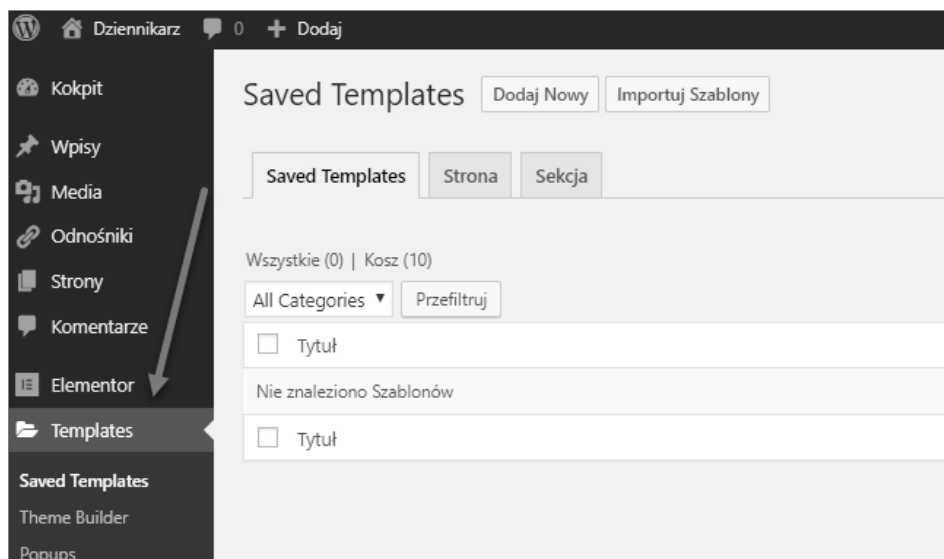 Dziennikarz 0 + Dodaj
Kokpit
Wpisy
Media
Odnośniki
Strony
Komentarze
Elementor
Templates
Saved Templates
Theme Builder
Popups
Saved Templates Dodaj Nowy Importuj Szablony
Saved Templates Strona Sekcja
Wszystkie (0) | Kosz (10)
All Categories Przefiltruj
Tytuł
Nie znaleziono Szablonów
Tytuł